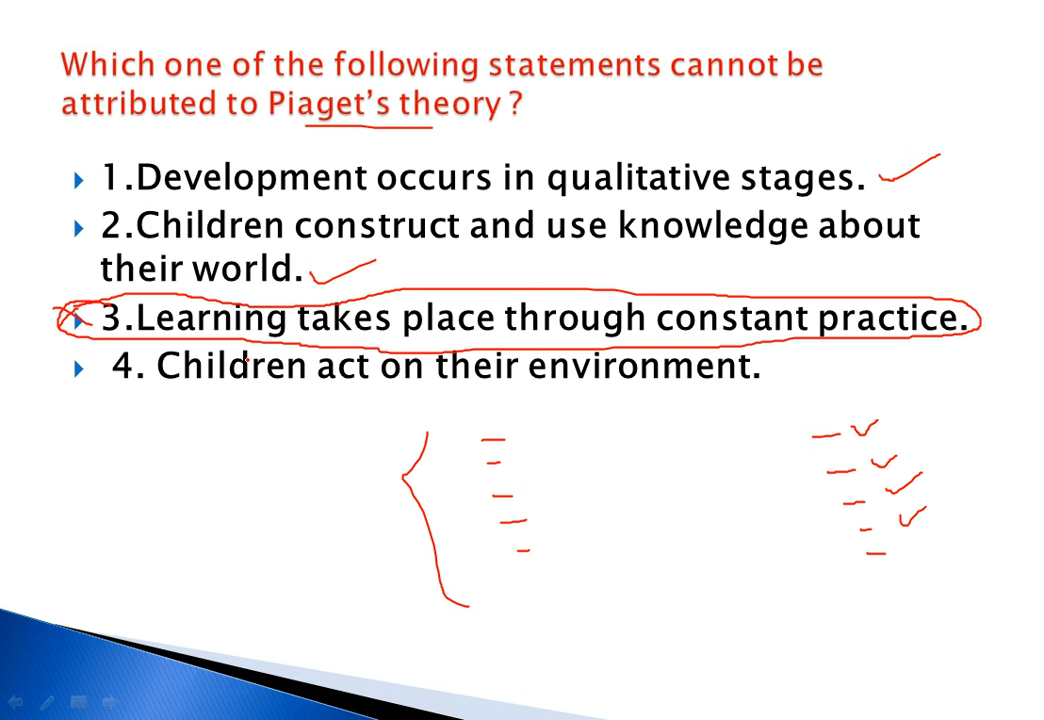 Which one of the following statements cannot be
attributed to Piaget's theory ?
1.Development occurs in qualitative stages.
2.Children construct and use knowledge about
their world.
3.Learning takes place through constant practice.
4. Children act on their environment.